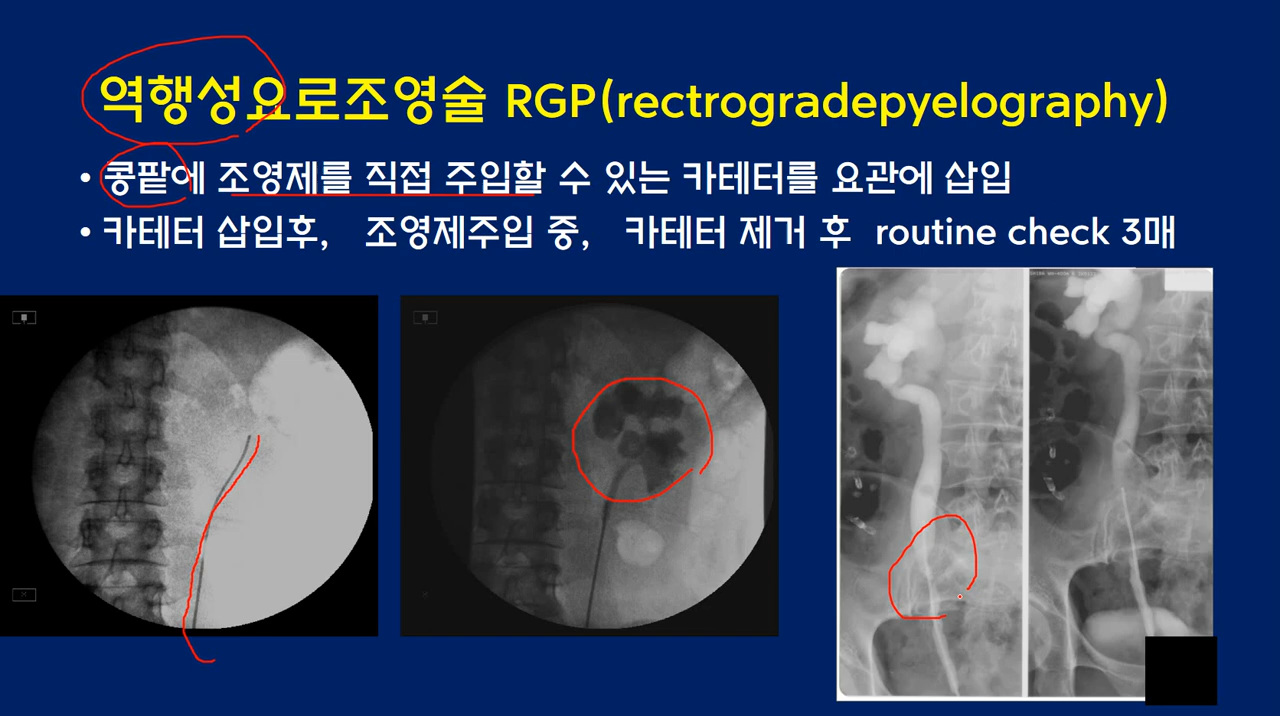 역행성요로조영술 RGP(rectrogradepyelography)
• 콩팥에 조영제를 직접 주입할 수 있는 카테터를 요관에 삽입
• 카테터 삽입후, 조영제주입 중, 카테터 제거 후 routine check 3매